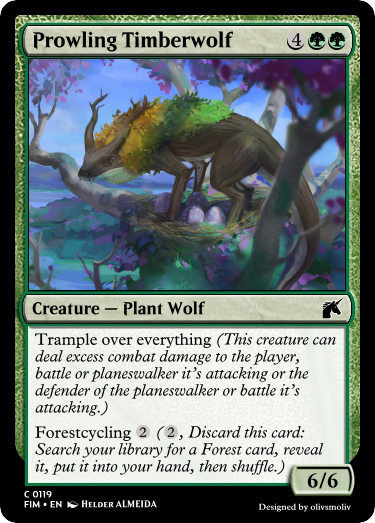 Prowling Timberwolf 4
Creature — Plant Wolf
Trample over everything (This creature can
deal excess combat damage to the player,
battle or planeswalker it's attacking or the
defender of the planeswalker or battle it's
attacking.)
Forestcycling 2 (2, Discard this card:
Search your library for a Forest card, reveal
it, put it into your hand, then shuffle.)
6/6
C 0119
FIM • EN Helder ALMEIDA
Designed by olivsmoliv